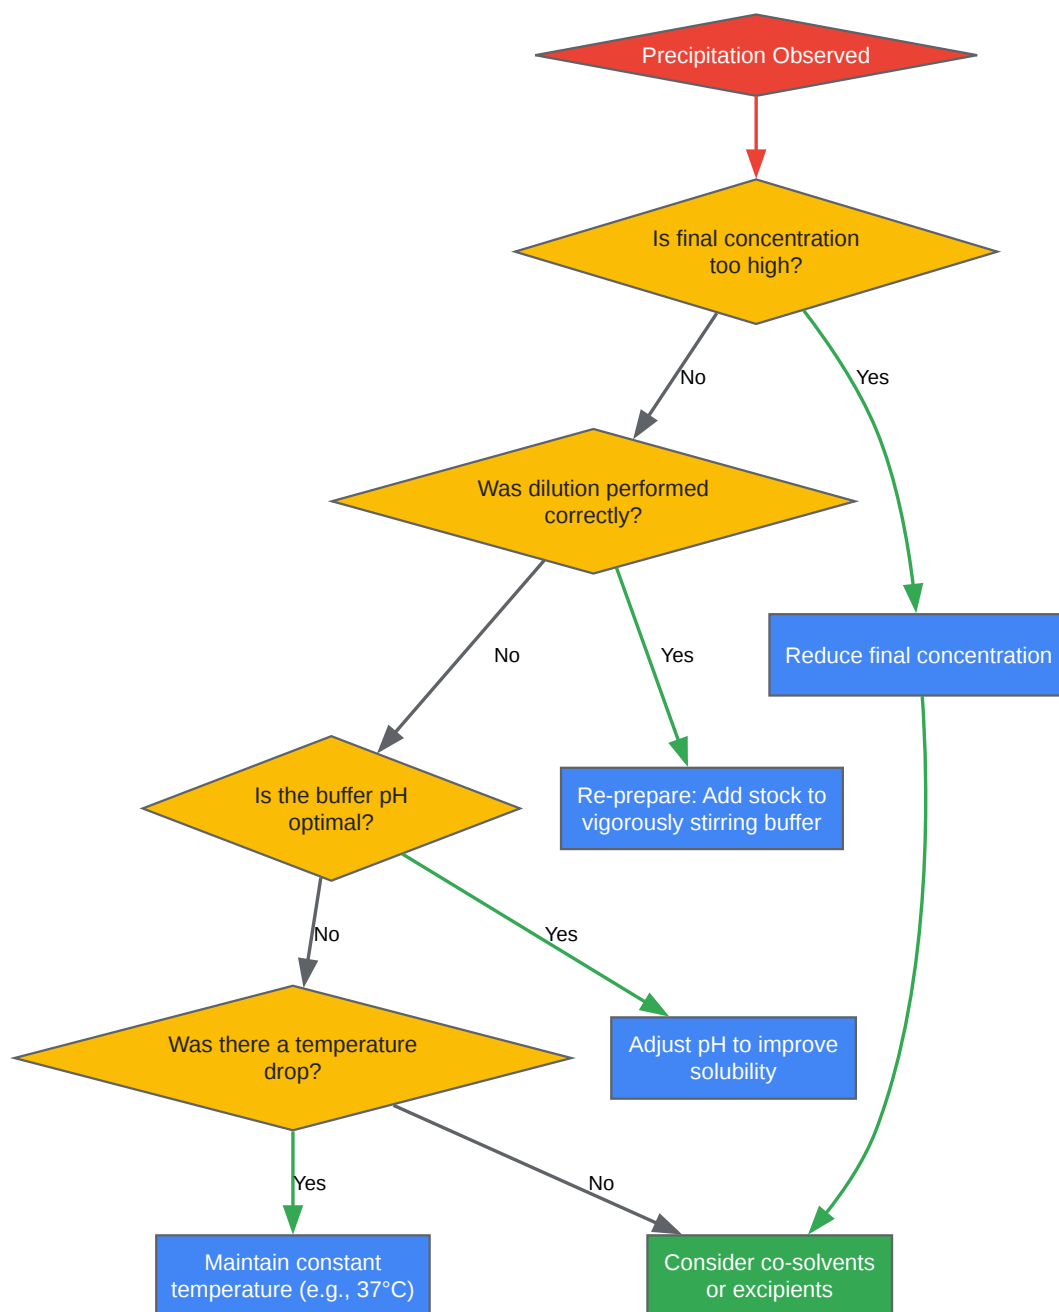 Precipitation Observed
Is final concentration
too high?
No
Yes
Was dilution performed
correctly?
No
Yes
Reduce final concentration
Is the buffer pH
optimal?
Re-prepare: Add stock to
vigorously stirring buffer
No
Yes
Was there a temperature
drop?
Adjust pH to improve
solubility
Yes
No
Maintain constant
temperature (e.g., 37°C)
Consider co-solvents
or excipients